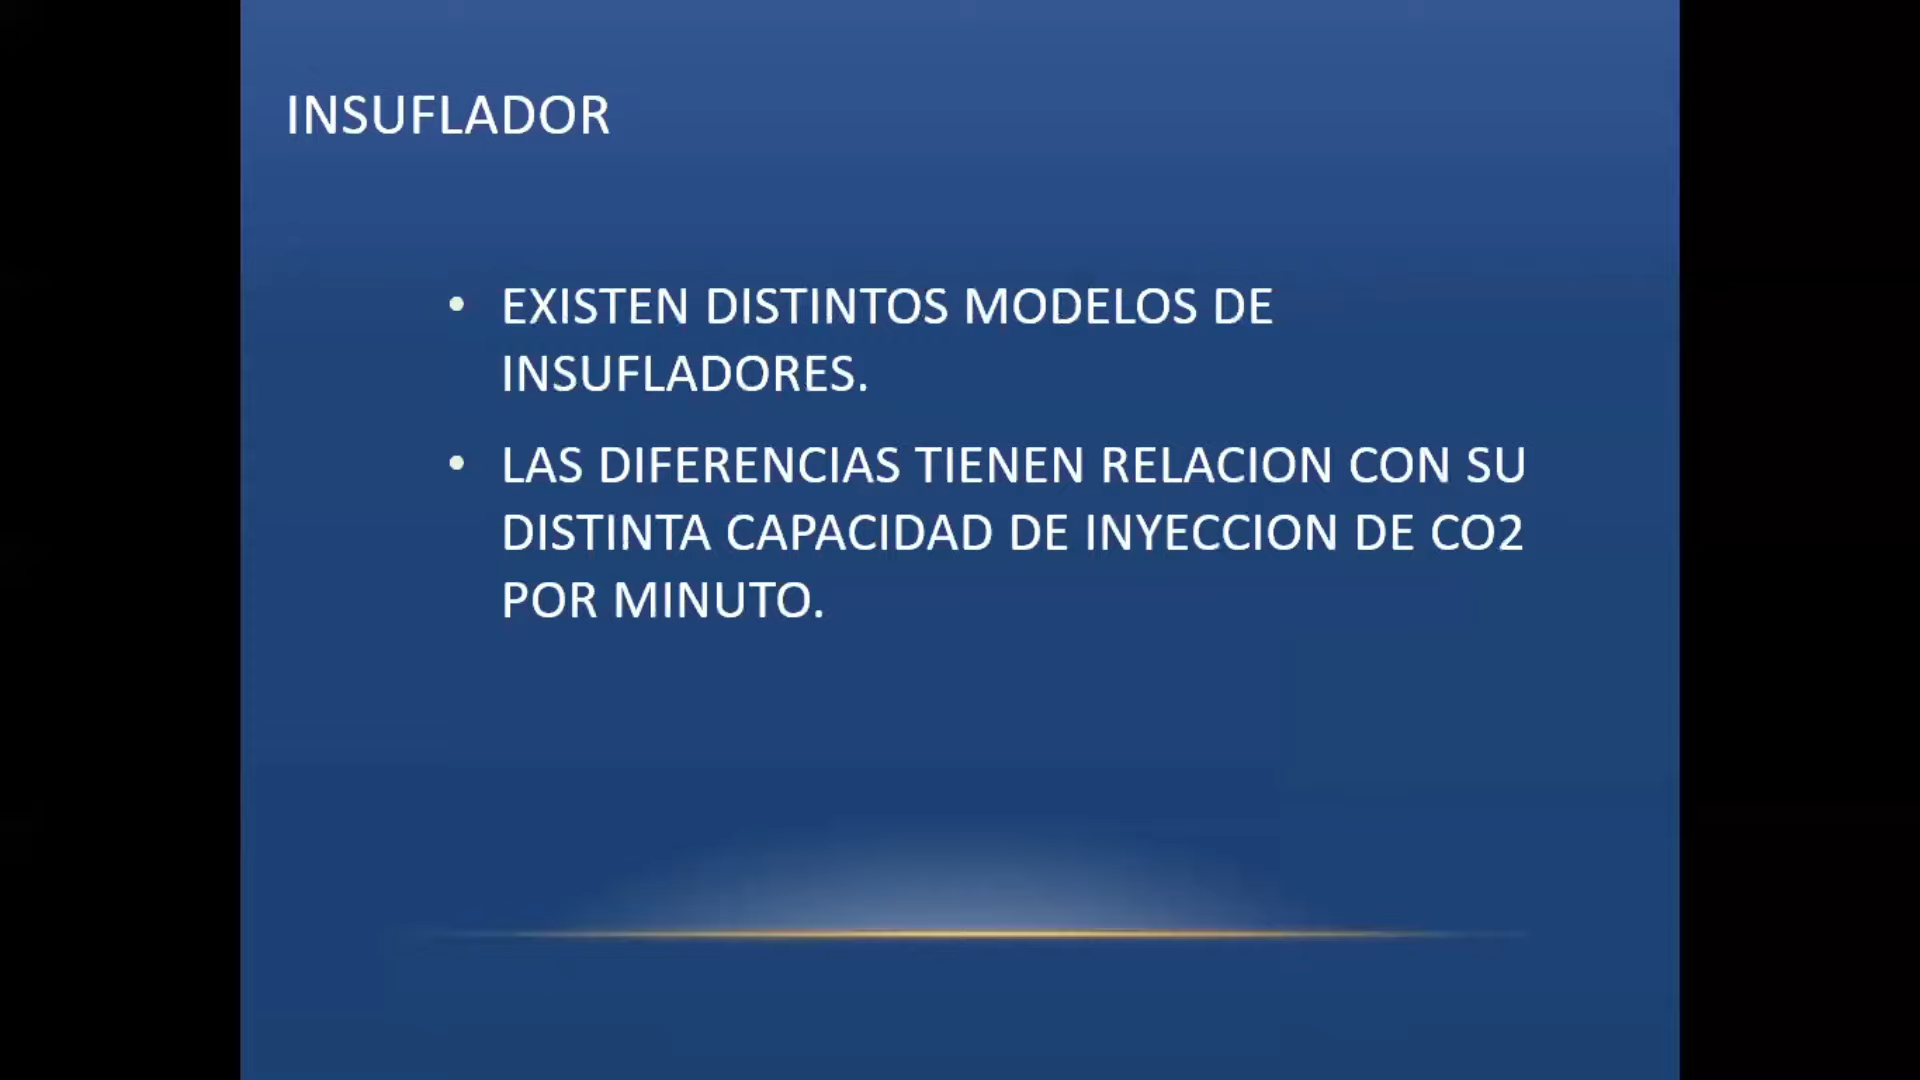 INSUFLADOR
• EXISTEN DISTINTOS MODELOS DE
INSUFLADORES.
• LAS DIFERENCIAS TIENEN RELACION CON SU
DISTINTA CAPACIDAD DE INYECCION DE CO2
POR MINUTO.